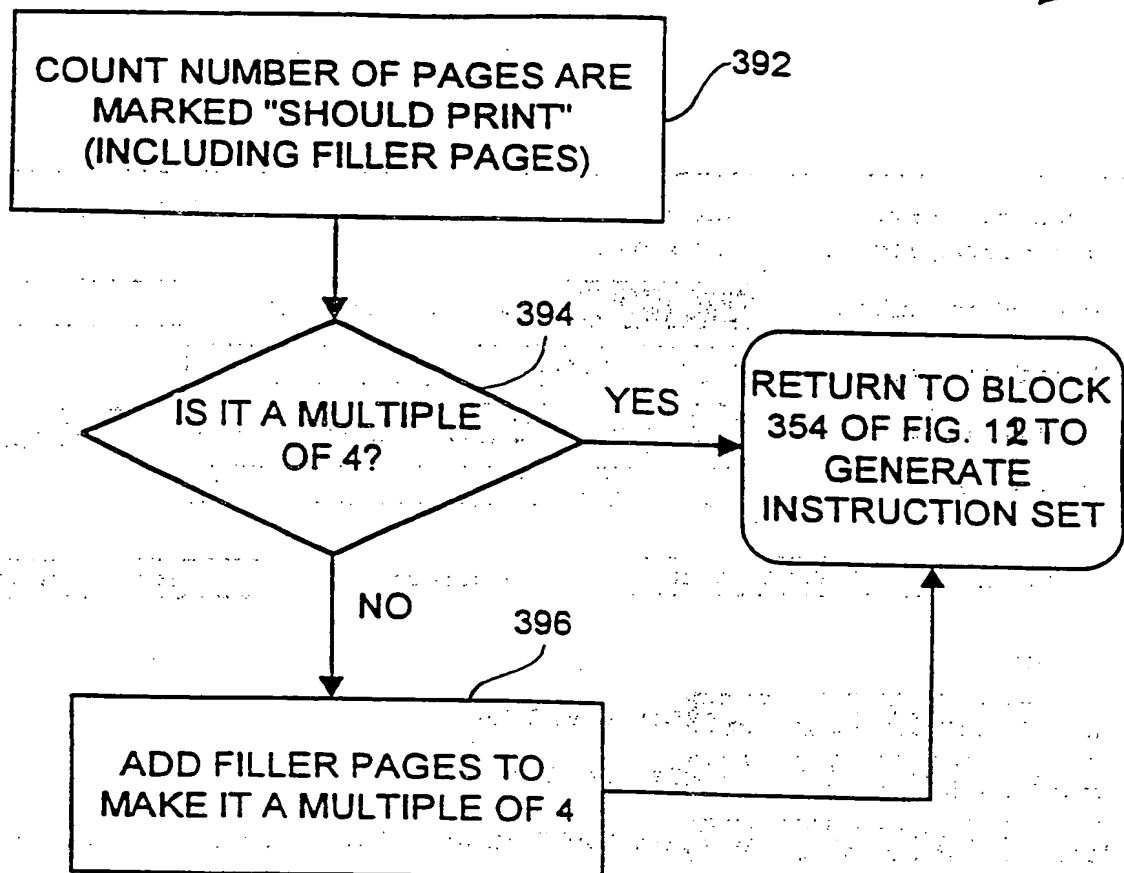 COUNT NUMBER OF PAGES ARE
MARKED "SHOULD PRINT"
(INCLUDING FILLER PAGES)
392
394
IS IT A MULTIPLE
OF 4?
YES
RETURN TO BLOCK
354 OF FIG. 12 TO
GENERATE
INSTRUCTION SET
NO
396
ADD FILLER PAGES TO
MAKE IT A MULTIPLE OF 4